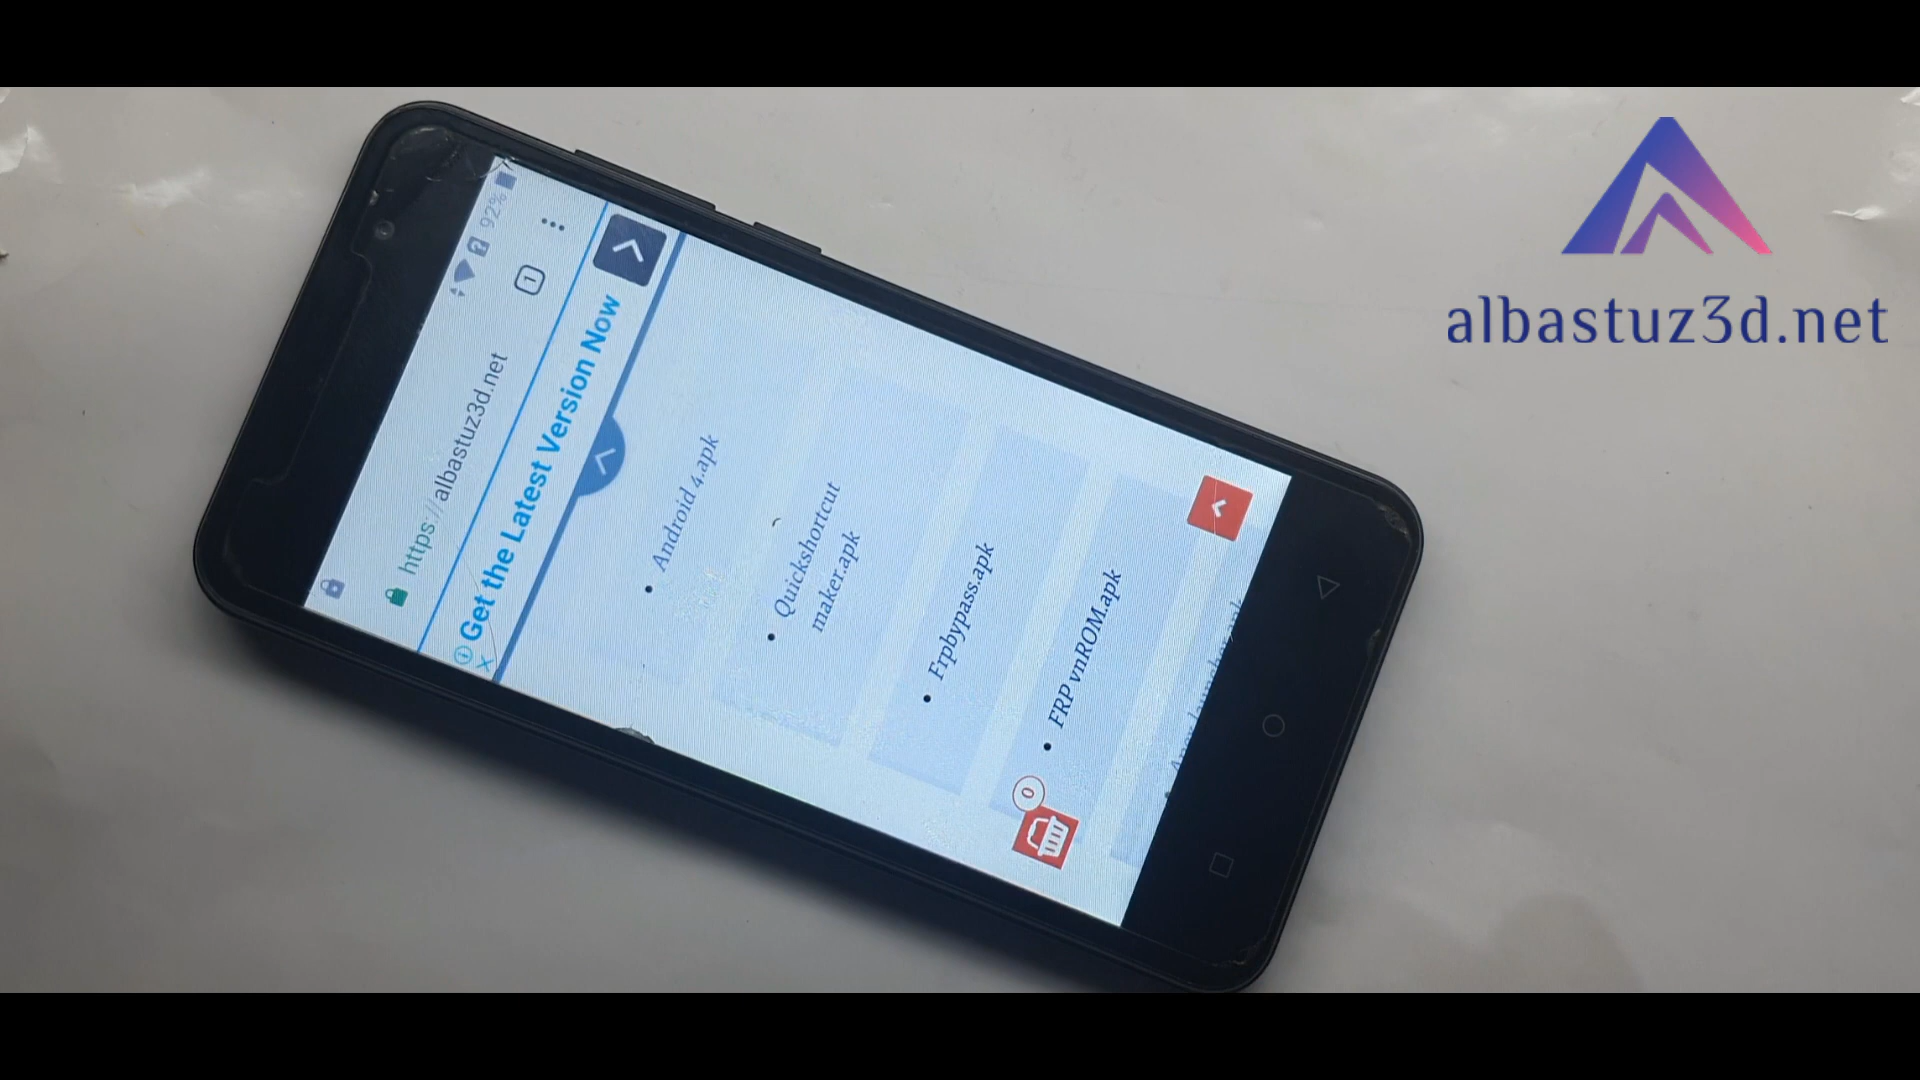 albastuz3d.net
92%
1
https://albastuz3d.net
Get the Latest Version Now
X
• Android 4.apk
• Quickshortcut
maker.apk
• Frpbypass.apk
• FRP vnROM.apk
0